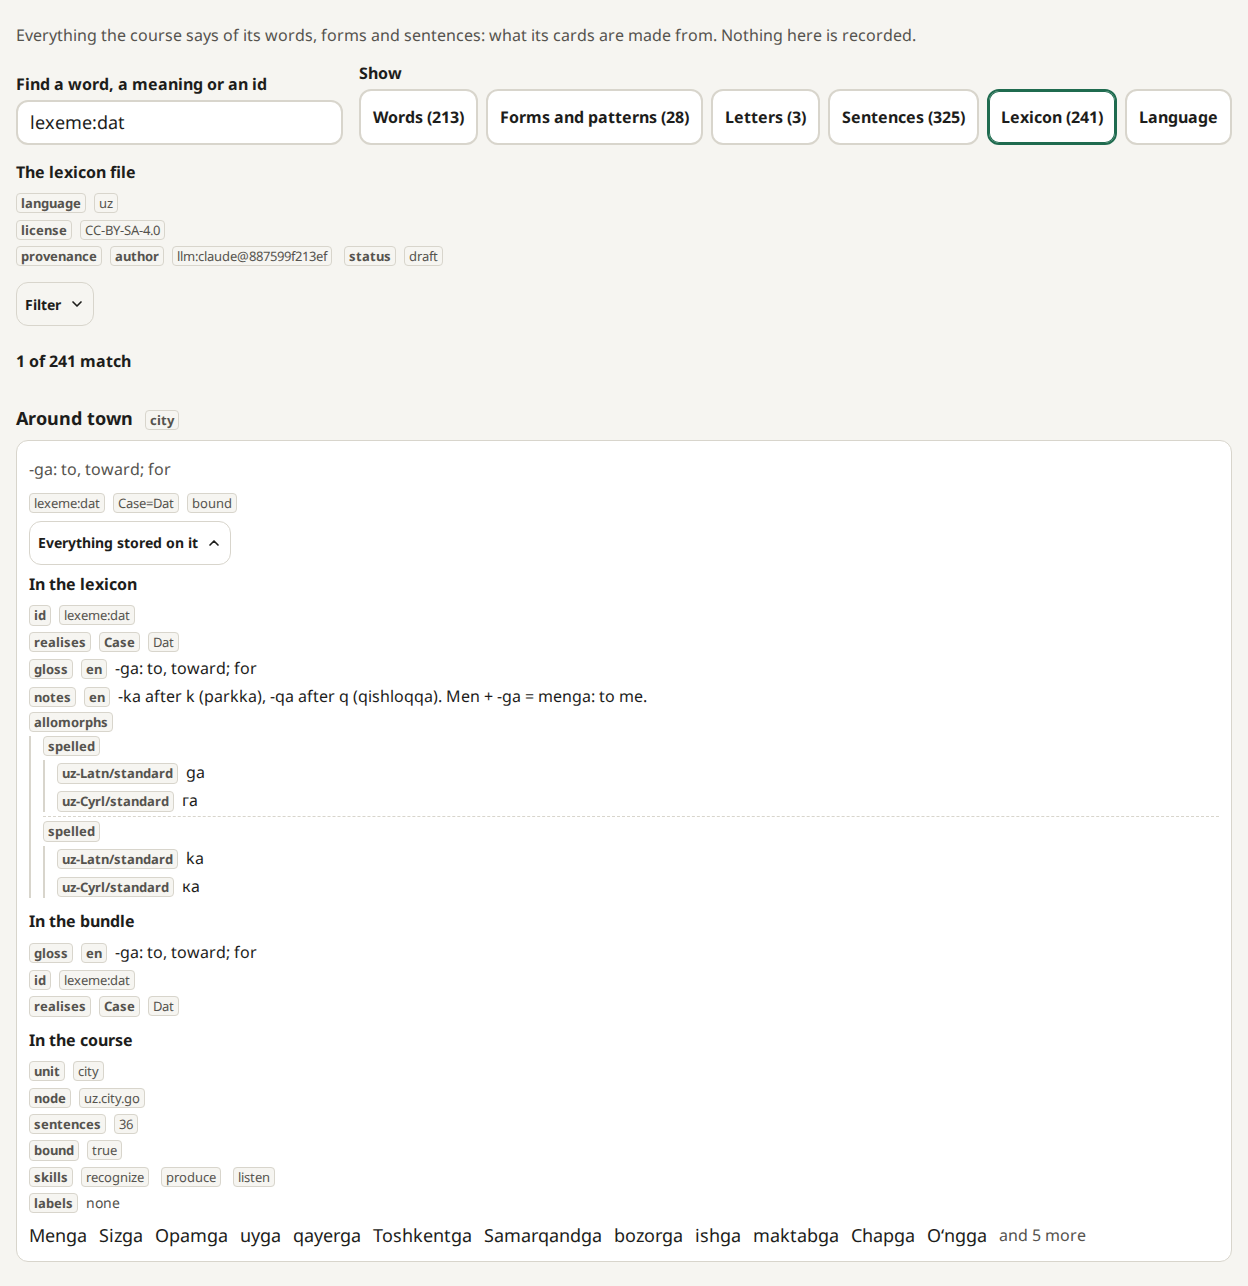 Everything the course says of its words, forms and sentences: what its cards are made from. Nothing here is recorded.
Find a word, a meaning or an id
Show
lexeme:dat
Words (213)
Forms and patterns (28)
Letters (3)
Sentences (325)
Lexicon (241)
Language
The lexicon file
language uz
license CC-BY-SA-4.0
provenance author llm:claude@887599f213ef status draft
Filter
1 of 241 match
Around town city
-ga: to, toward; for
lexeme:dat Case=Dat bound
Everything stored on it
In the lexicon
id lexeme:dat
realises Case Dat
gloss en -ga: to, toward; for
notes en -ka after k (parkka), -qa after q (qishloqqa). Men + -ga = menga: to me.
allomorphs
spelled
uz-Latn/standard ga
uz-Cyrl/standard га
spelled
uz-Latn/standard ka
uz-Cyrl/standard ка
In the bundle
gloss en -ga: to, toward; for
id lexeme:dat
realises Case Dat
In the course
unit city
node uz.city.go
sentences 36
bound true
skills recognize produce listen
labels none
Menga Sizga Opamga uyga qayerga Toshkentga Samarqandga bozorga ishga maktabga Chapga Oʻngga and 5 more